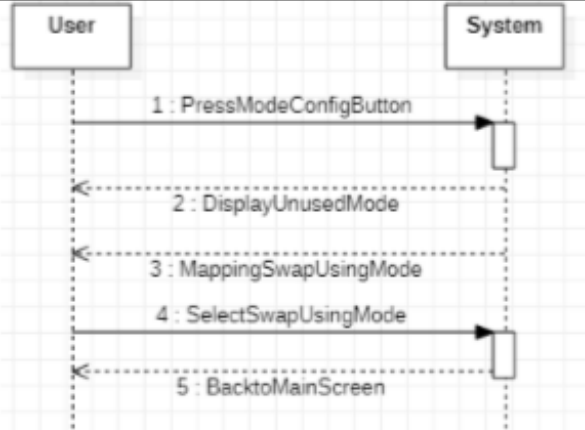 User
System
1 : PressModeConfigButton
2 : DisplayUnusedMode
3 : MappingSwapUsingMode
4 : SelectSwapUsingMode
5 : BacktoMainScreen